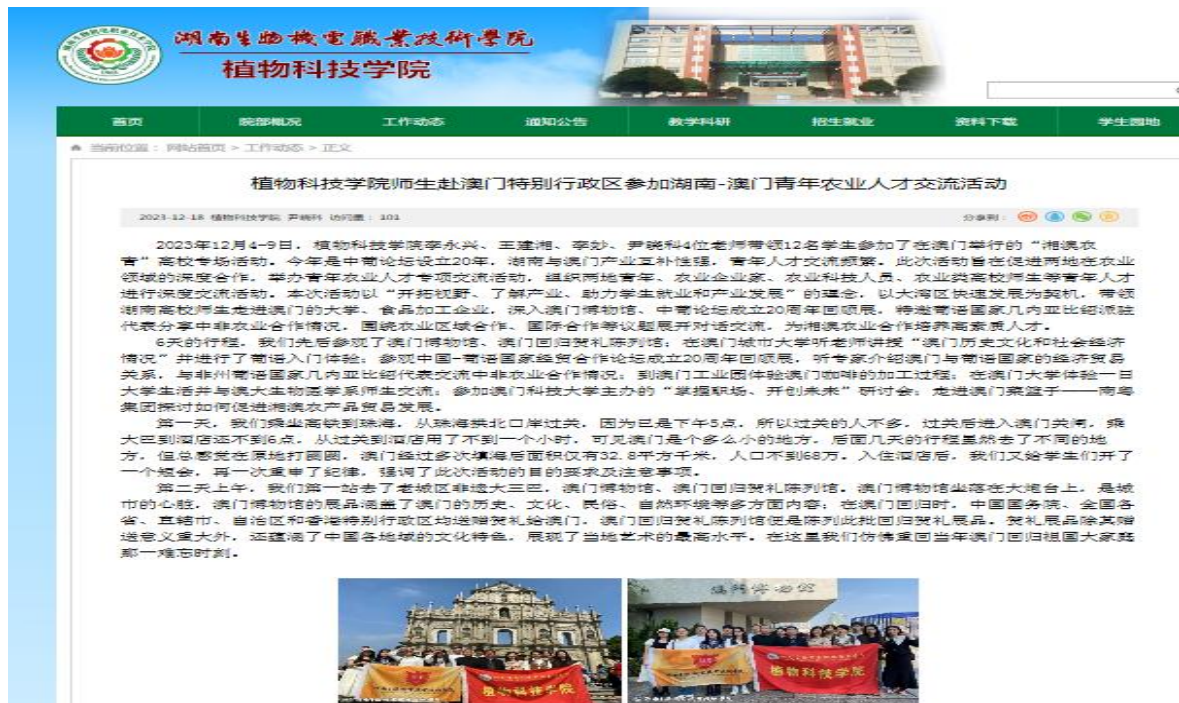 湖南生物機電職業技術學院
植物科技学院
首页 院部概况 工作动态 通知公告 教学科研 招生就业 资料下载 学生园地
当前位置：网站首页 > 工作动态 > 正文
植物科技学院师生赴澳门特别行政区参加湖南-澳门青年农业人才交流活动
2023-12-18 植物科技学院 尹晓科 访问量：101 分享到：
2023年12月4-9日，植物科技学院李永兴、王建湘、李妙、尹晓科4位老师带领12名学生参加了在澳门举行的“湘澳农
青”高校专场活动。今年是中葡论坛设立20年，湖南与澳门产业互补性强，青年人才交流频繁。此次活动旨在促进两地在农业
领域的深度合作，举办青年农业人才专项交流活动，组织两地青年、农业企业家、农业科技人员、农业类高校师生等青年人才
进行深度交流活动。本次活动以“开拓视野、了解产业、助力学生就业和产业发展”的理念，以大湾区快速发展为契机，带领
湖南高校师生走进澳门的大学、食品加工企业，深入澳门博物馆、中葡论坛成立20周年回顾展，特邀葡语国家几内亚比绍派驻
代表分享中非农业合作情况，围绕农业区域合作、国际合作等议题展开对话交流，为湘澳农业合作培养高素质人才。
6天的行程，我们先后参观了澳门博物馆、澳门回归贺礼陈列馆；在澳门城市大学听老师讲授“澳门历史文化和社会经济
情况”并进行了葡语入门体验；参观中国-葡语国家经贸合作论坛成立20周年回顾展，听专家介绍澳门与葡语国家的经济贸易
关系，与非州葡语国家几内亚比绍代表交流中非农业合作情况；到澳门工业园体验澳门咖啡的加工过程；在澳门大学体验一日
大学生活并与澳大生物医学系师生交流；参加澳门科技大学主办的“掌握职场、开创未来”研讨会；走进澳门菜篮子——南粤
集团探讨如何促进湘澳农产品贸易发展。
第一天，我们乘坐高铁到珠海，从珠海拱北口岸过关，因为已是下午5点，所以过关的人不多，过关后进入澳门关闸，乘
大巴到酒店还不到6点，从过关到酒店用了不到一个小时，可见澳门是个多么小的地方，后面几天的行程虽然去了不同的地
方，但总感觉在原地打圈圈，澳门经过多次填海后面积仅有32.8平方千米，人口不到68万。入住酒店后，我们又给学生们开了
一个短会，再一次重申了纪律，强调了此次活动的目的要求及注意事项。
第二天上午，我们第一站去了老城区非遗大三巴，澳门博物馆、澳门回归贺礼陈列馆。澳门博物馆坐落在大炮台上，是城
市的心脏，澳门博物馆的展品涵盖了澳门的历史、文化、民俗、自然环境等多方面内容；在澳门回归时，中国国务院、全国各
省、直辖市、自治区和香港特别行政区均送赠贺礼给澳门，澳门回归贺礼陈列馆便是陈列此批回归贺礼展品。贺礼展品除其赠
送意义重大外，还蕴涵了中国各地域的文化特色，展现了当地艺术的最高水平。在这里我们仿佛重回当年澳门回归祖国大家庭
那一难忘时刻。
澳門博物館
植物科技学院
植物科技学院